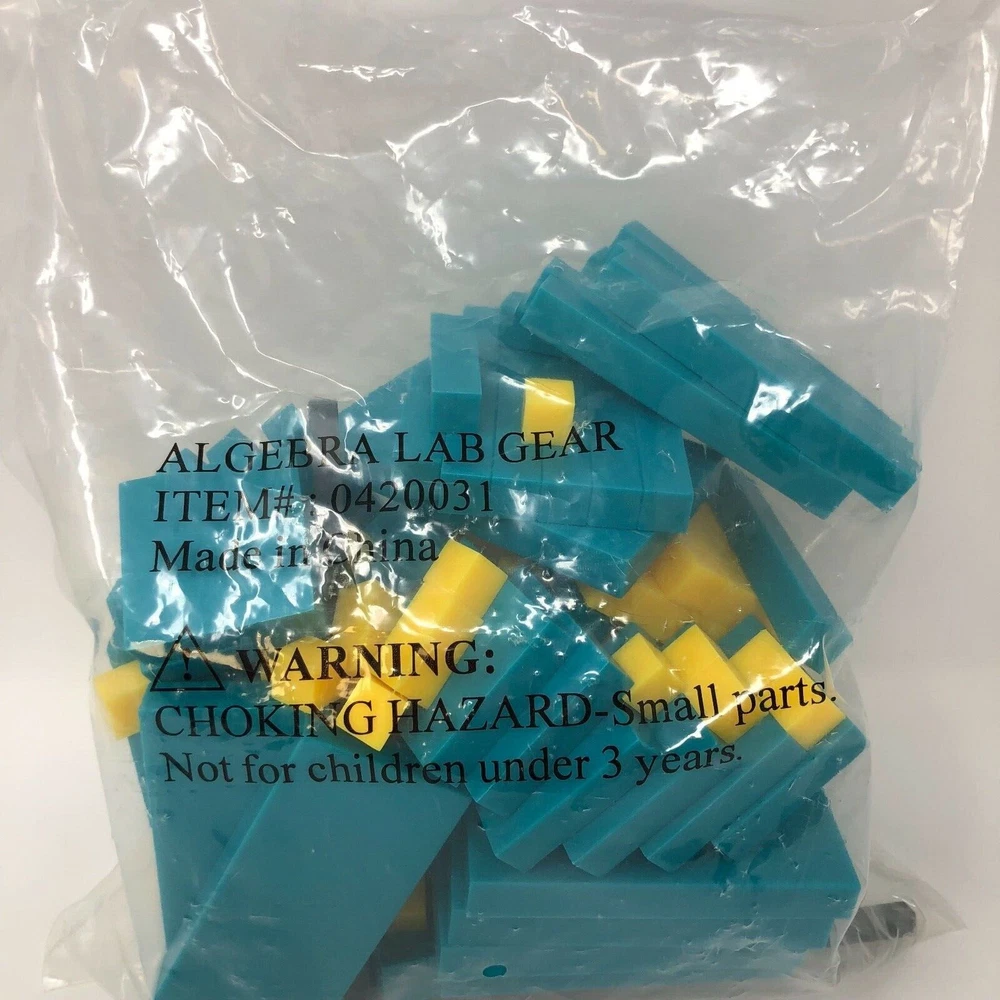 ALGEBRA LAB GEAR
ITEM# : 0420031
Made in China
WARNING:
CHOKING HAZARD-Small parts.
Not for children under 3 years.